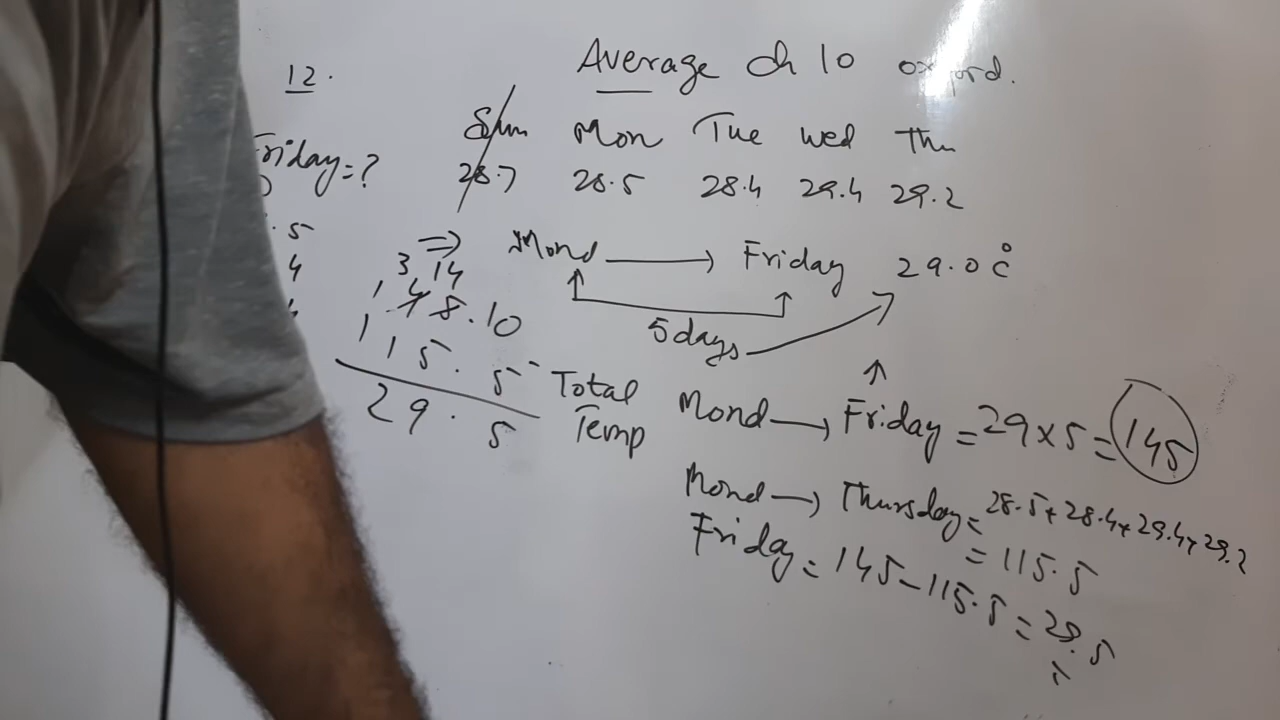 Average ch 10 oxford.
12.
Sun Mon Tue Wed Thu
28.7 28.5 28.4 29.4 29.2
Friday=?
⇒ Mond → Friday 29.0°C
5days
. 5
4
3 14
1 4 8.10
1 1 5. 5
29. 5
Total
Temp
Mond → Friday = 29×5 = 145
Mond → Thursday = 28.5+28.4+29.4+29.2
= 115.5
Friday = 145-115.5 = 29.5